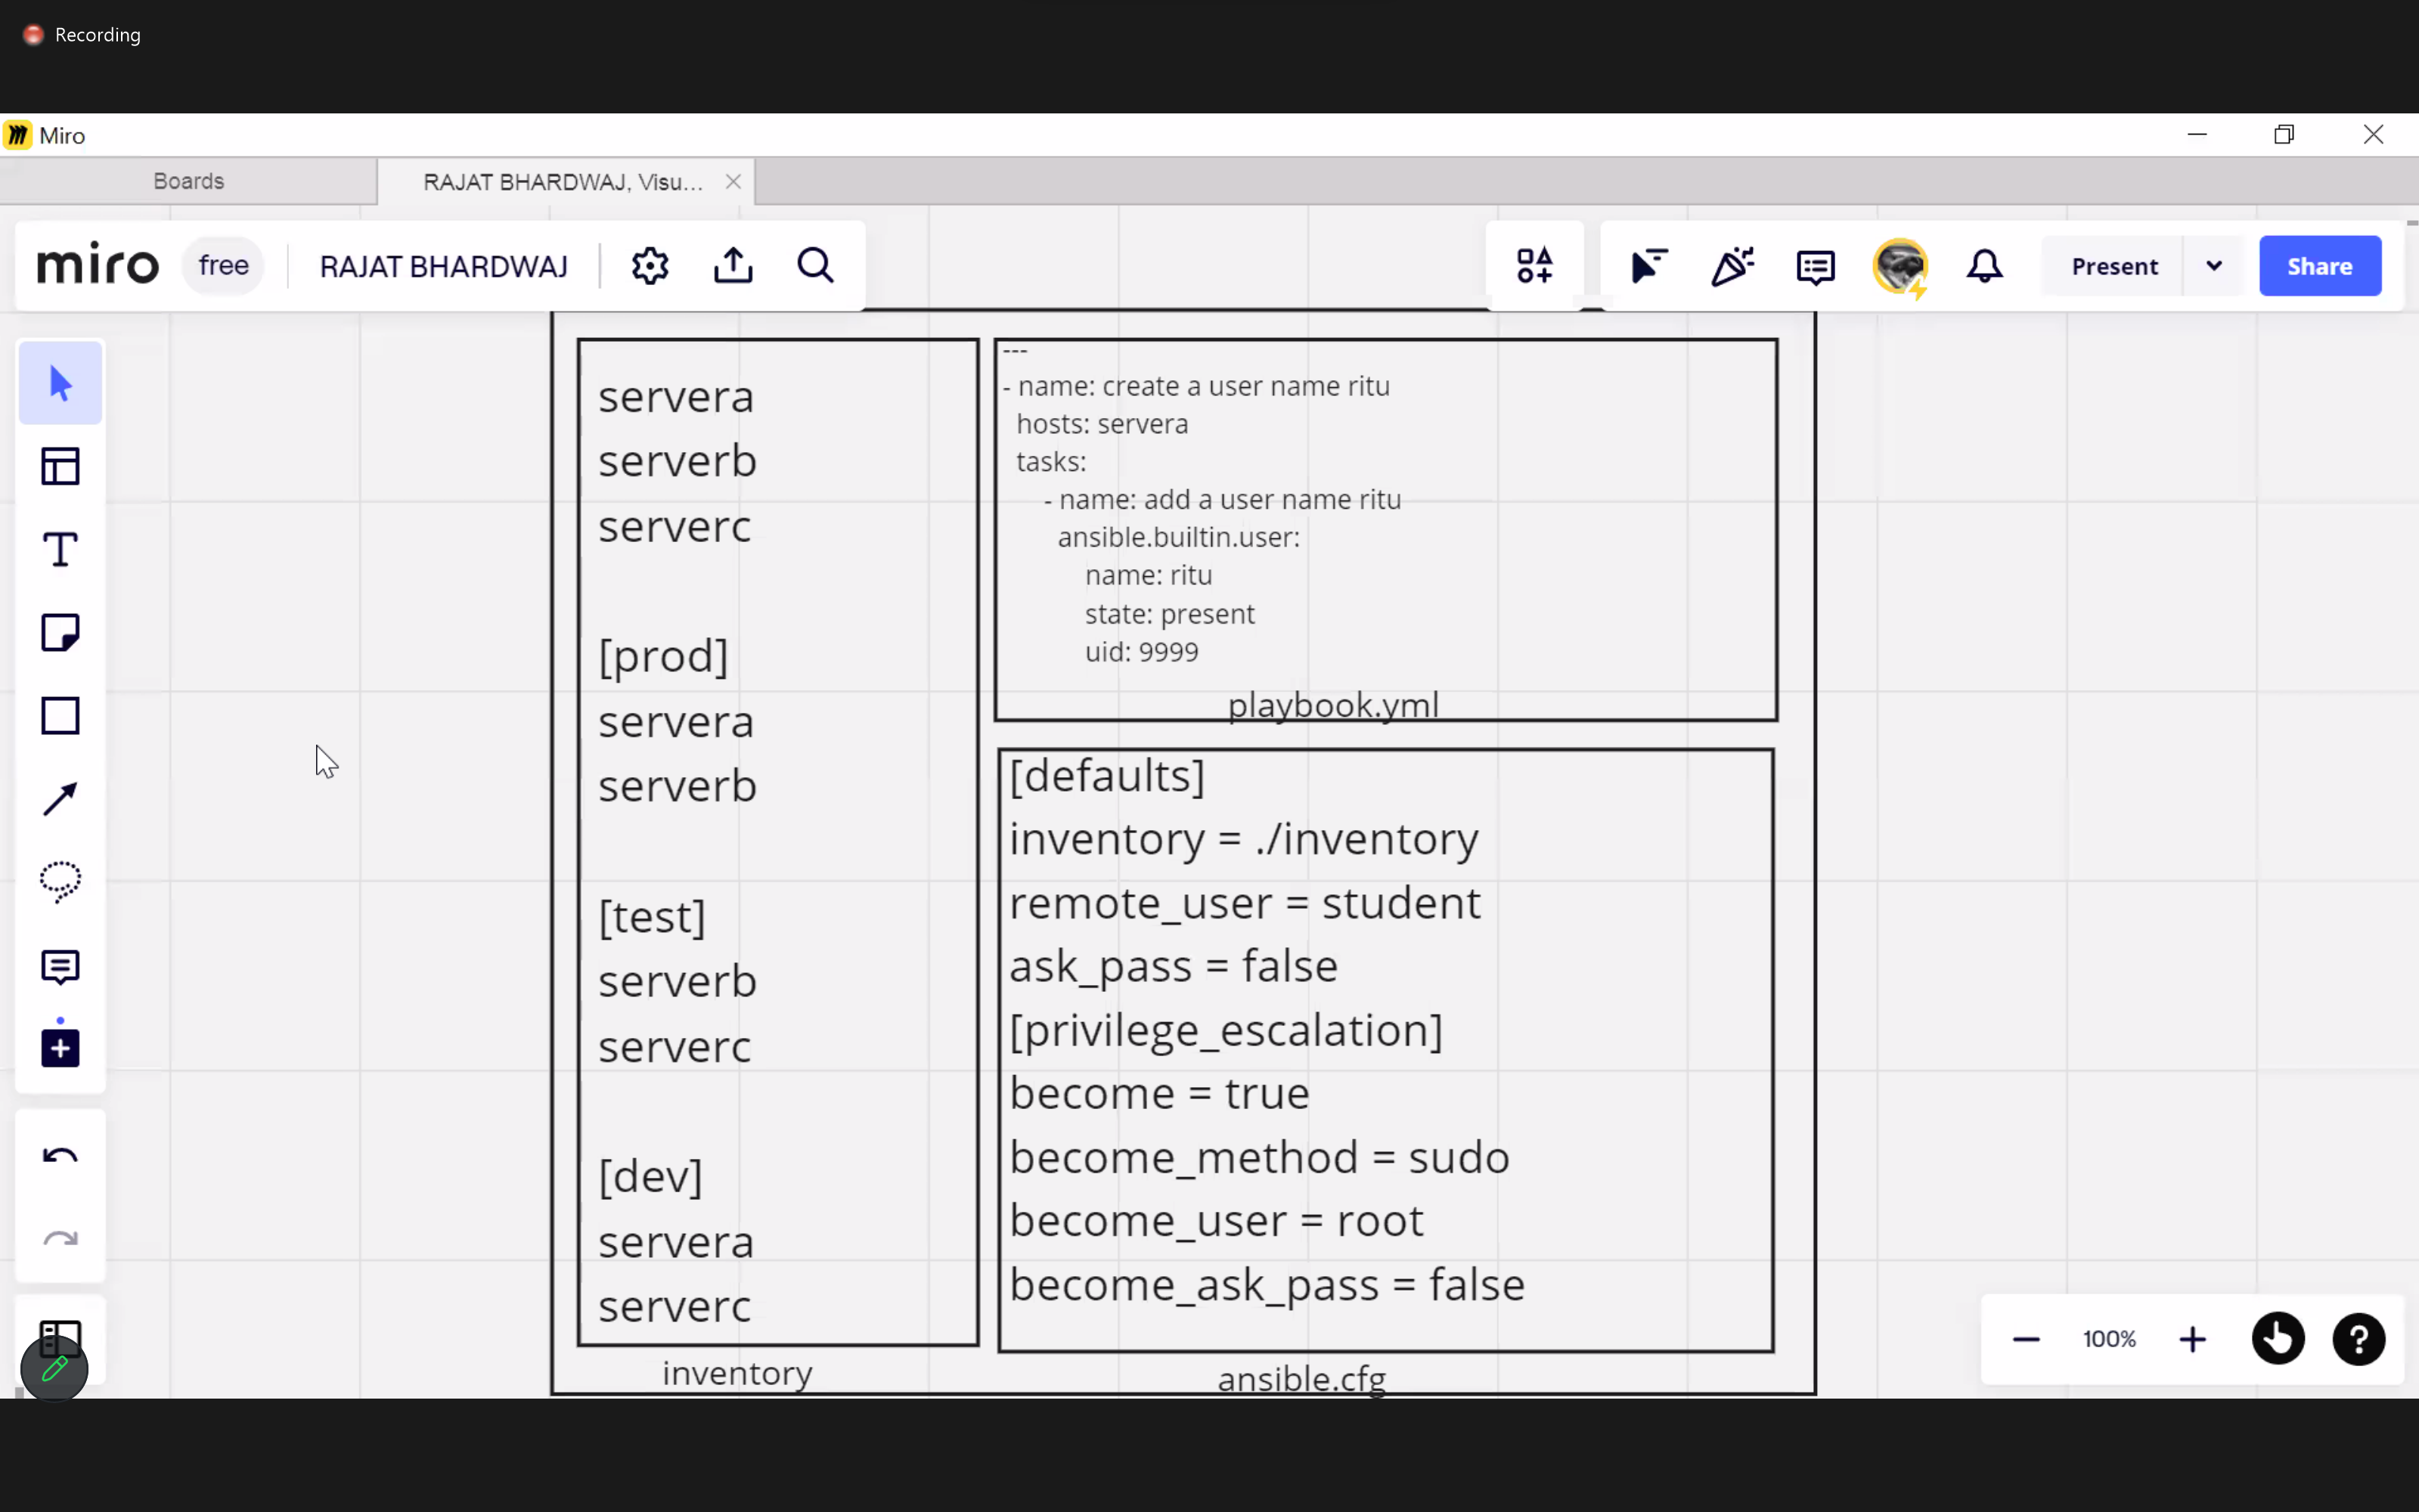 Recording
Miro
Boards
RAJAT BHARDWAJ, Visu...
miro
free
RAJAT BHARDWAJ
Present
Share
servera
serverb
serverc
[prod]
servera
serverb
[test]
serverb
serverc
[dev]
servera
serverc
inventory
---
- name: create a user name ritu
hosts: servera
tasks:
- name: add a user name ritu
ansible.builtin.user:
name: ritu
state: present
uid: 9999
playbook.yml
[defaults]
inventory = ./inventory
remote_user = student
ask_pass = false
[privilege_escalation]
become = true
become_method = sudo
become_user = root
become_ask_pass = false
ansible.cfg
100%